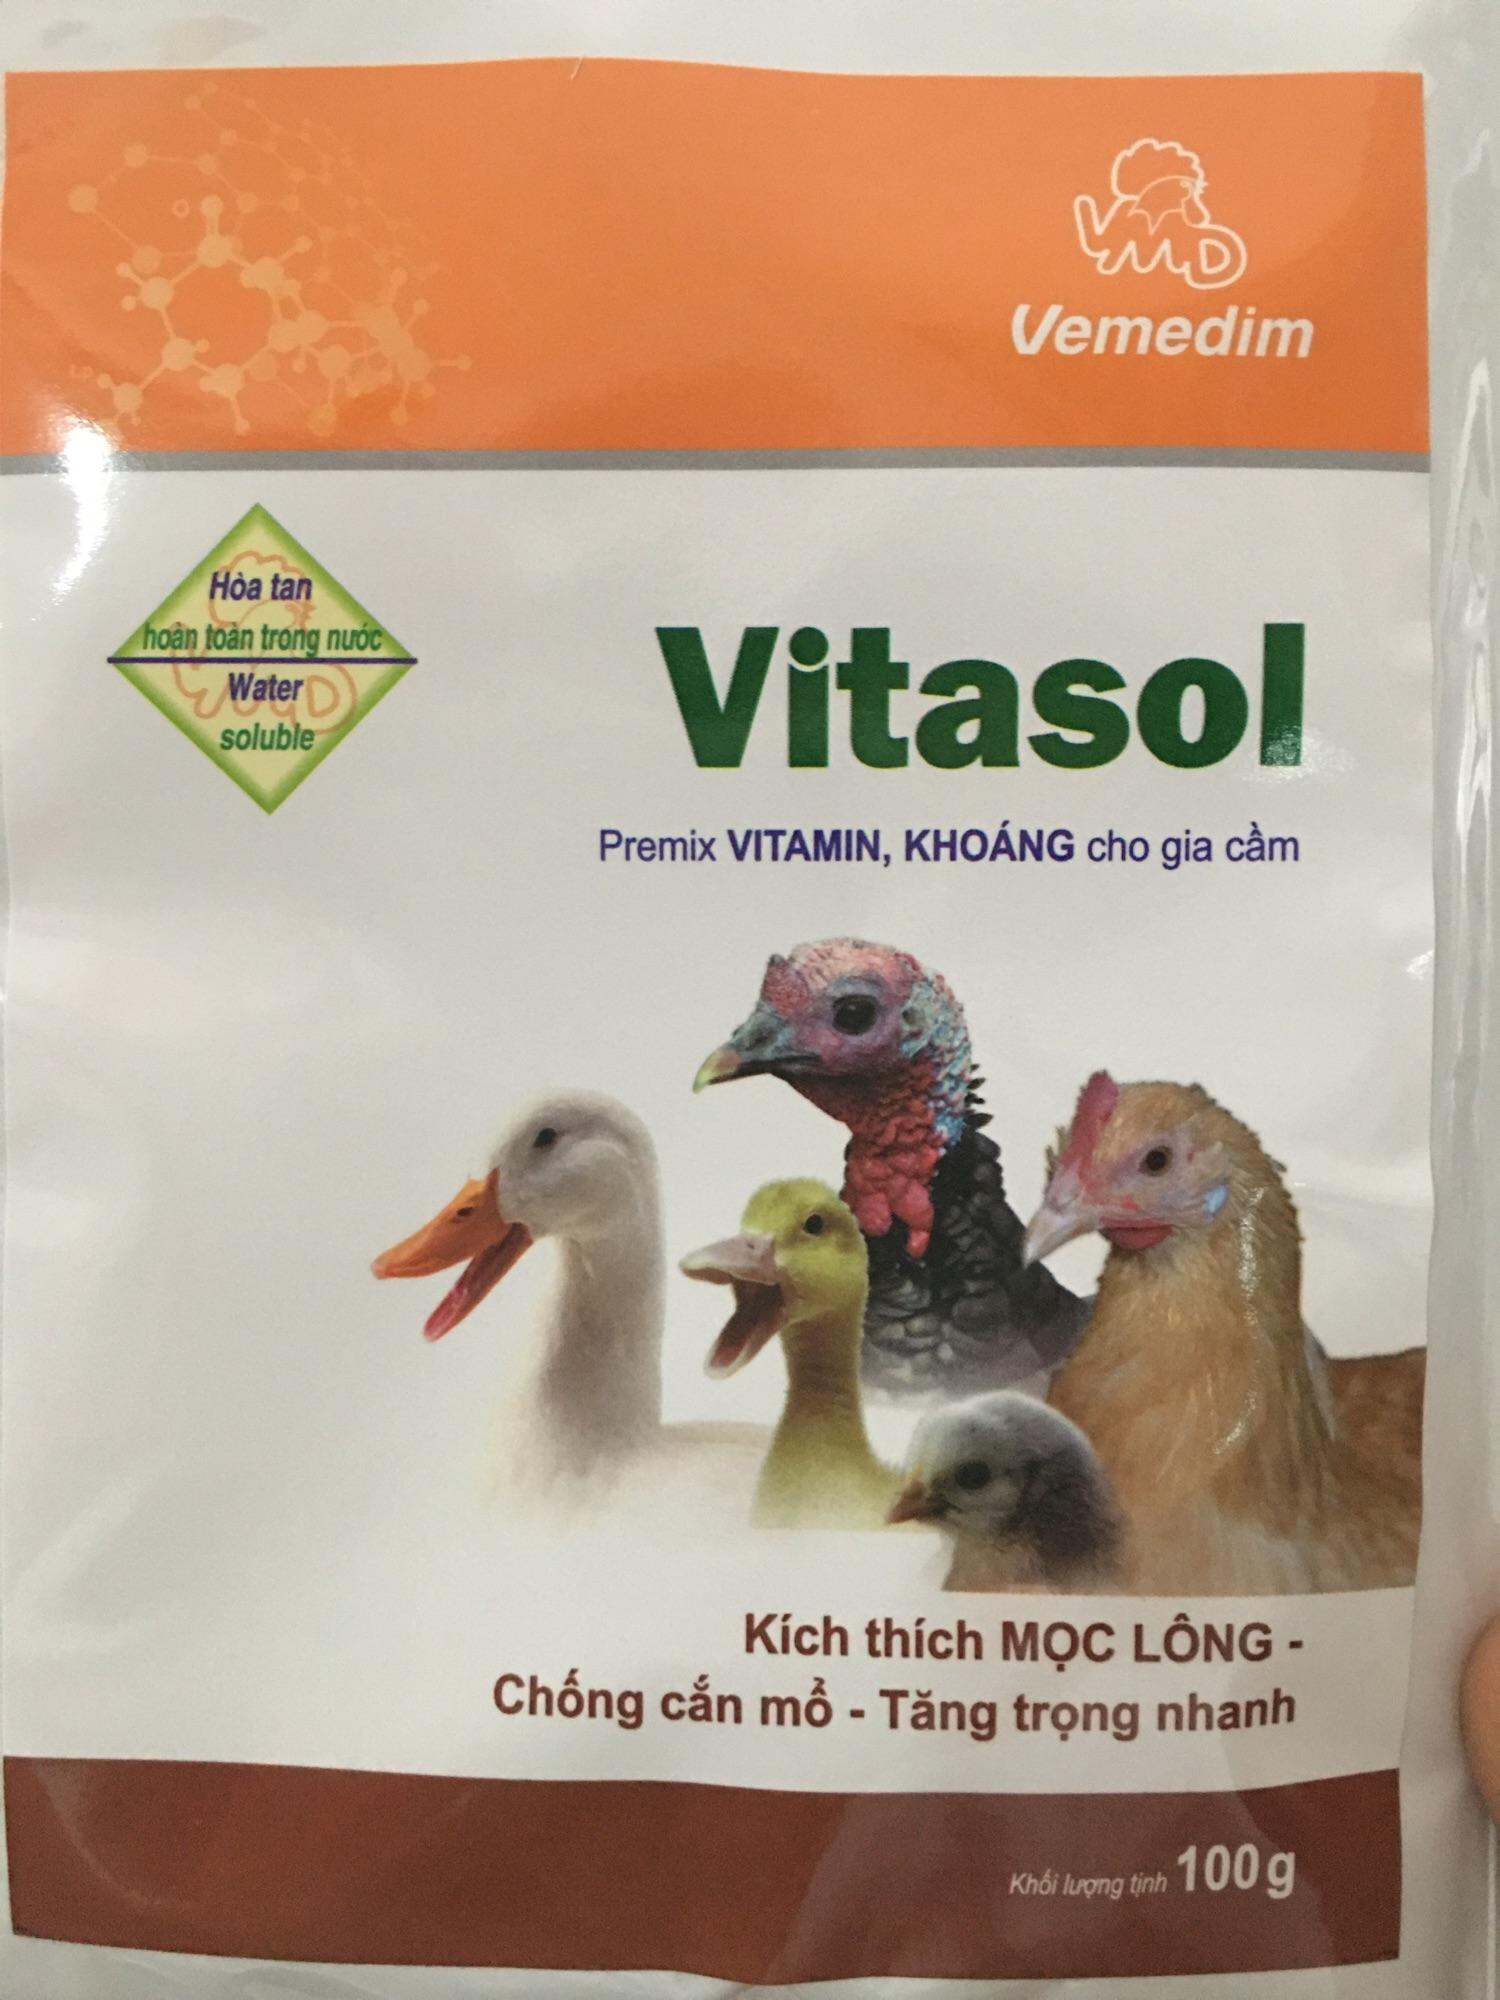 VMD
Vemedim
Hòa tan
hoàn toàn trong nước
Water
soluble
Vitasol
Premix VITAMIN, KHOÁNG cho gia cầm
Kích thích MỌC LÔNG -
Chống cắn mổ - Tăng trọng nhanh
Khối lượng tịnh 100g